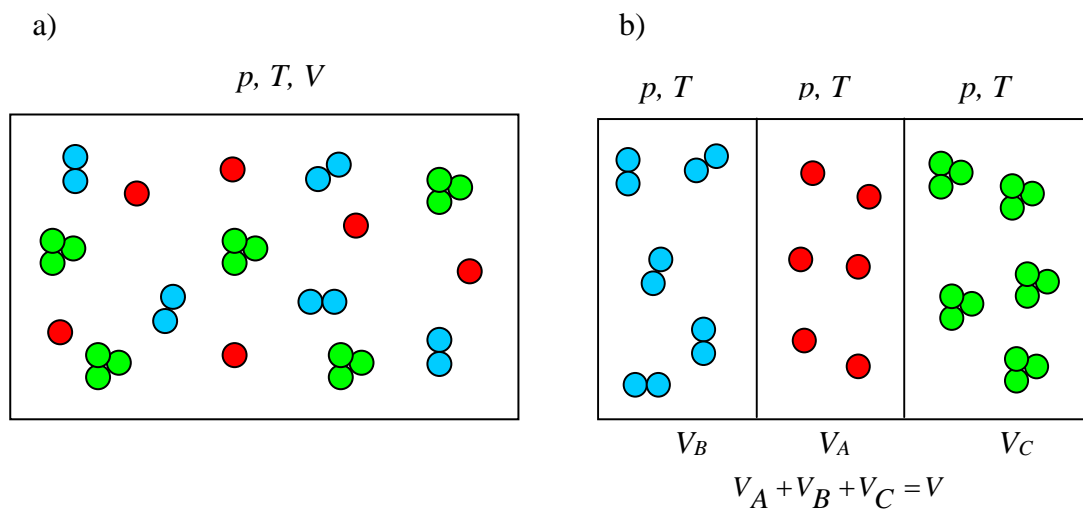 a)
b)
p, T, V
p, T
p, T
p, T
V_B
V_A
V_C
V_A + V_B + V_C = V